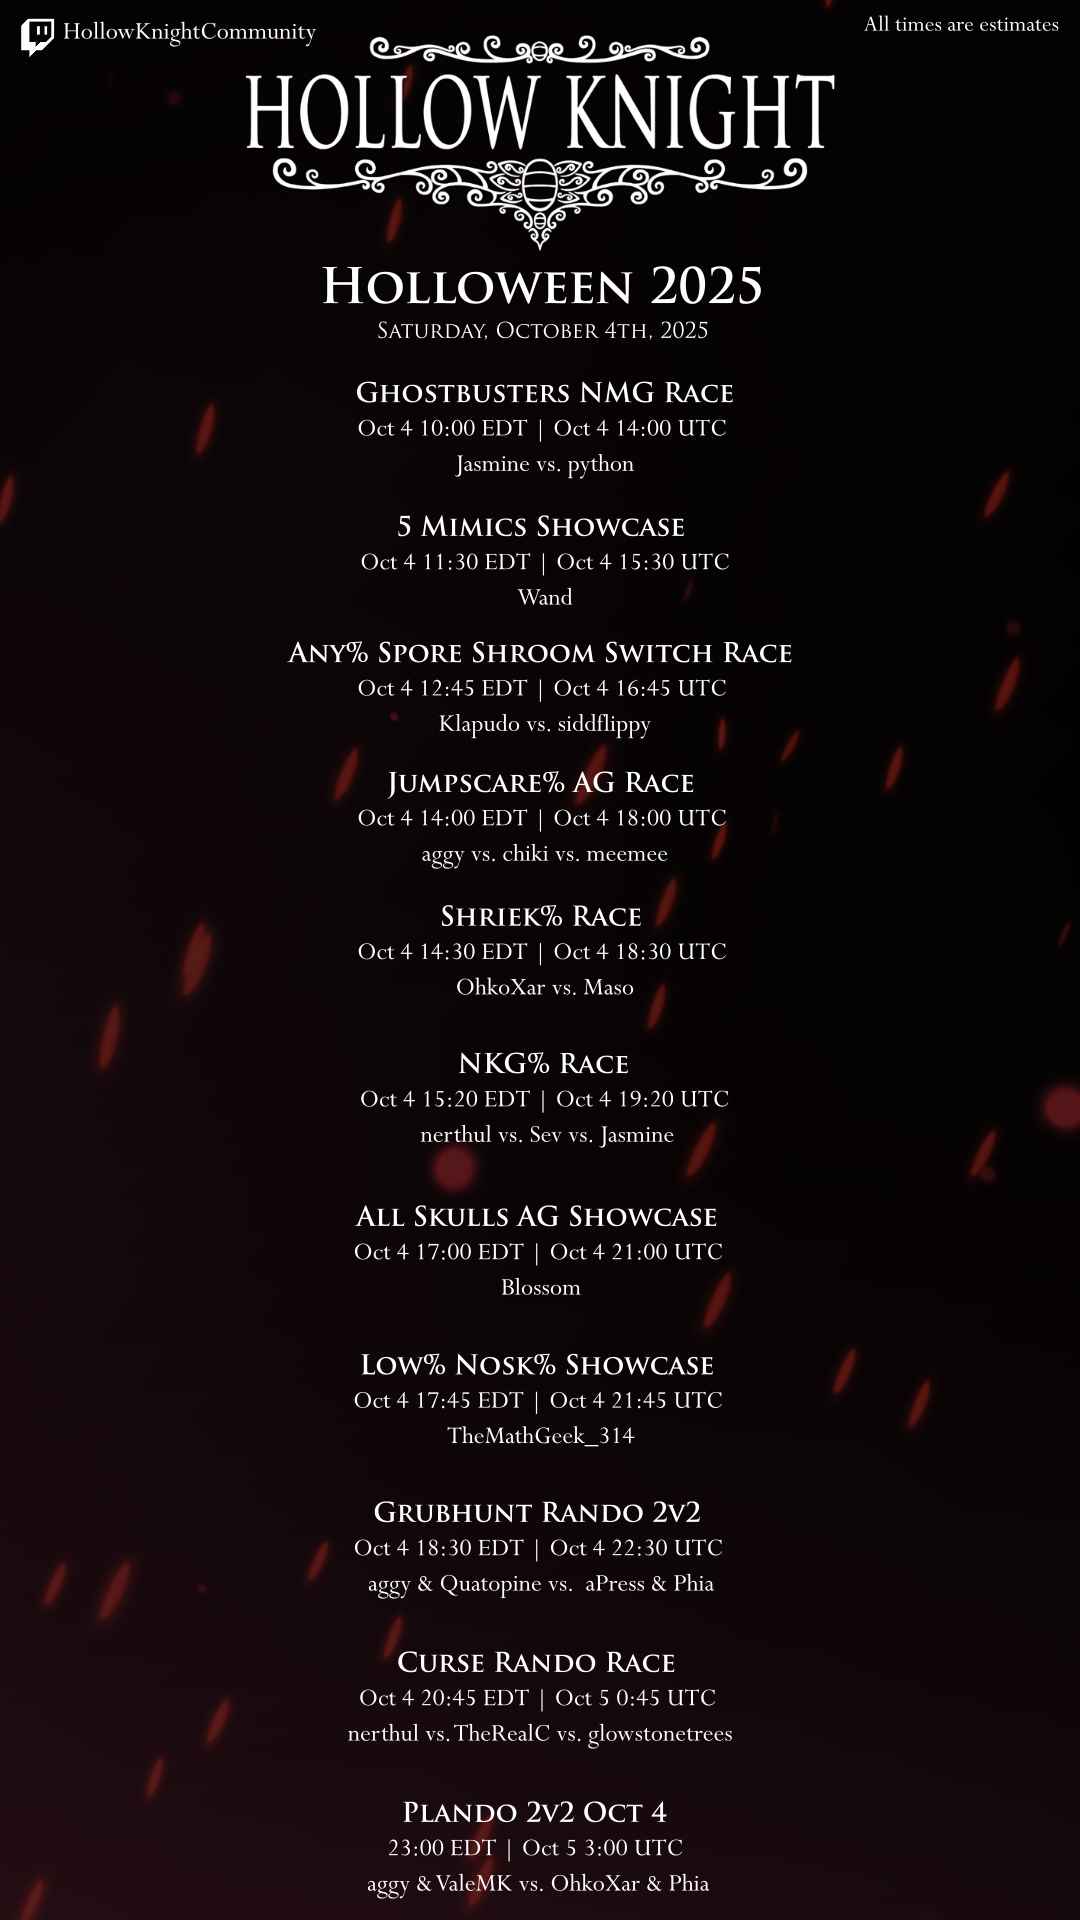 HollowKnightCommunity
All times are estimates
HOLLOW KNIGHT
Holloween 2025
Saturday, October 4th, 2025
Ghostbusters NMG Race
Oct 4 10:00 EDT | Oct 4 14:00 UTC
Jasmine vs. python
5 Mimics Showcase
Oct 4 11:30 EDT | Oct 4 15:30 UTC
Wand
Any% Spore Shroom Switch Race
Oct 4 12:45 EDT | Oct 4 16:45 UTC
Klapudo vs. siddflippy
Jumpscare% AG Race
Oct 4 14:00 EDT | Oct 4 18:00 UTC
aggy vs. chiki vs. meemee
Shriek% Race
Oct 4 14:30 EDT | Oct 4 18:30 UTC
OhkoXar vs. Maso
NKG% Race
Oct 4 15:20 EDT | Oct 4 19:20 UTC
nerthul vs. Sev vs. Jasmine
All Skulls AG Showcase
Oct 4 17:00 EDT | Oct 4 21:00 UTC
Blossom
Low% Nosk% Showcase
Oct 4 17:45 EDT | Oct 4 21:45 UTC
TheMathGeek_314
Grubhunt Rando 2v2
Oct 4 18:30 EDT | Oct 4 22:30 UTC
aggy & Quatopine vs. aPress & Phia
Curse Rando Race
Oct 4 20:45 EDT | Oct 5 0:45 UTC
nerthul vs. TheRealC vs. glowstonetrees
Plando 2v2 Oct 4
23:00 EDT | Oct 5 3:00 UTC
aggy & ValeMK vs. OhkoXar & Phia